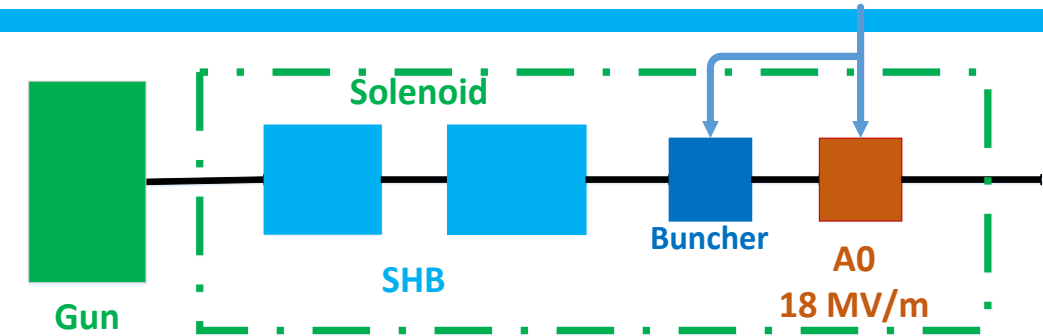 Solenoid
Buncher
SHB
A0
18 MV/m
Gun